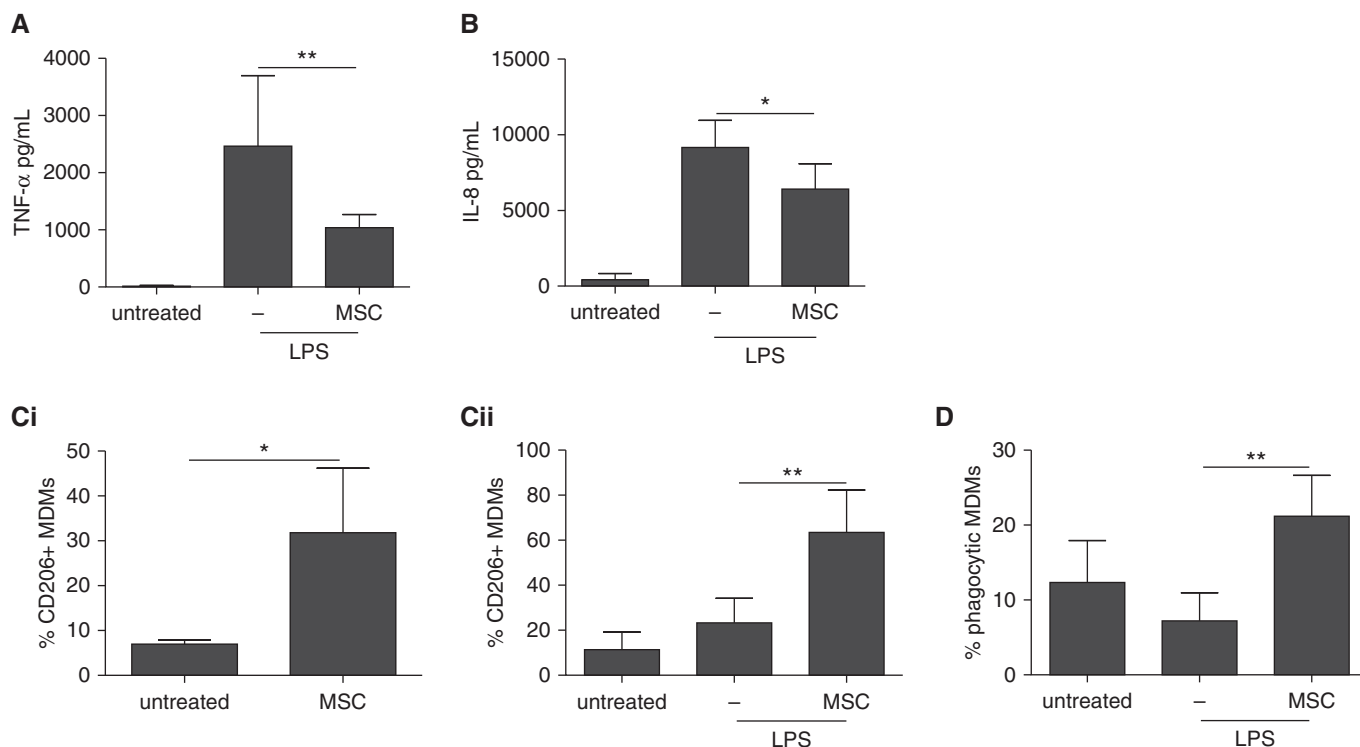 A
TNF-α pg/mL
4000
3000
2000
1000
0
**
untreated
–
MSC
LPS
B
IL-8 pg/mL
15000
10000
5000
0
*
untreated
–
MSC
LPS
Ci
% CD206+ MDMs
50
40
30
20
10
0
*
untreated
MSC
Cii
% CD206+ MDMs
100
80
60
40
20
0
**
untreated
–
MSC
LPS
D
% phagocytic MDMs
30
20
10
0
**
untreated
–
MSC
LPS